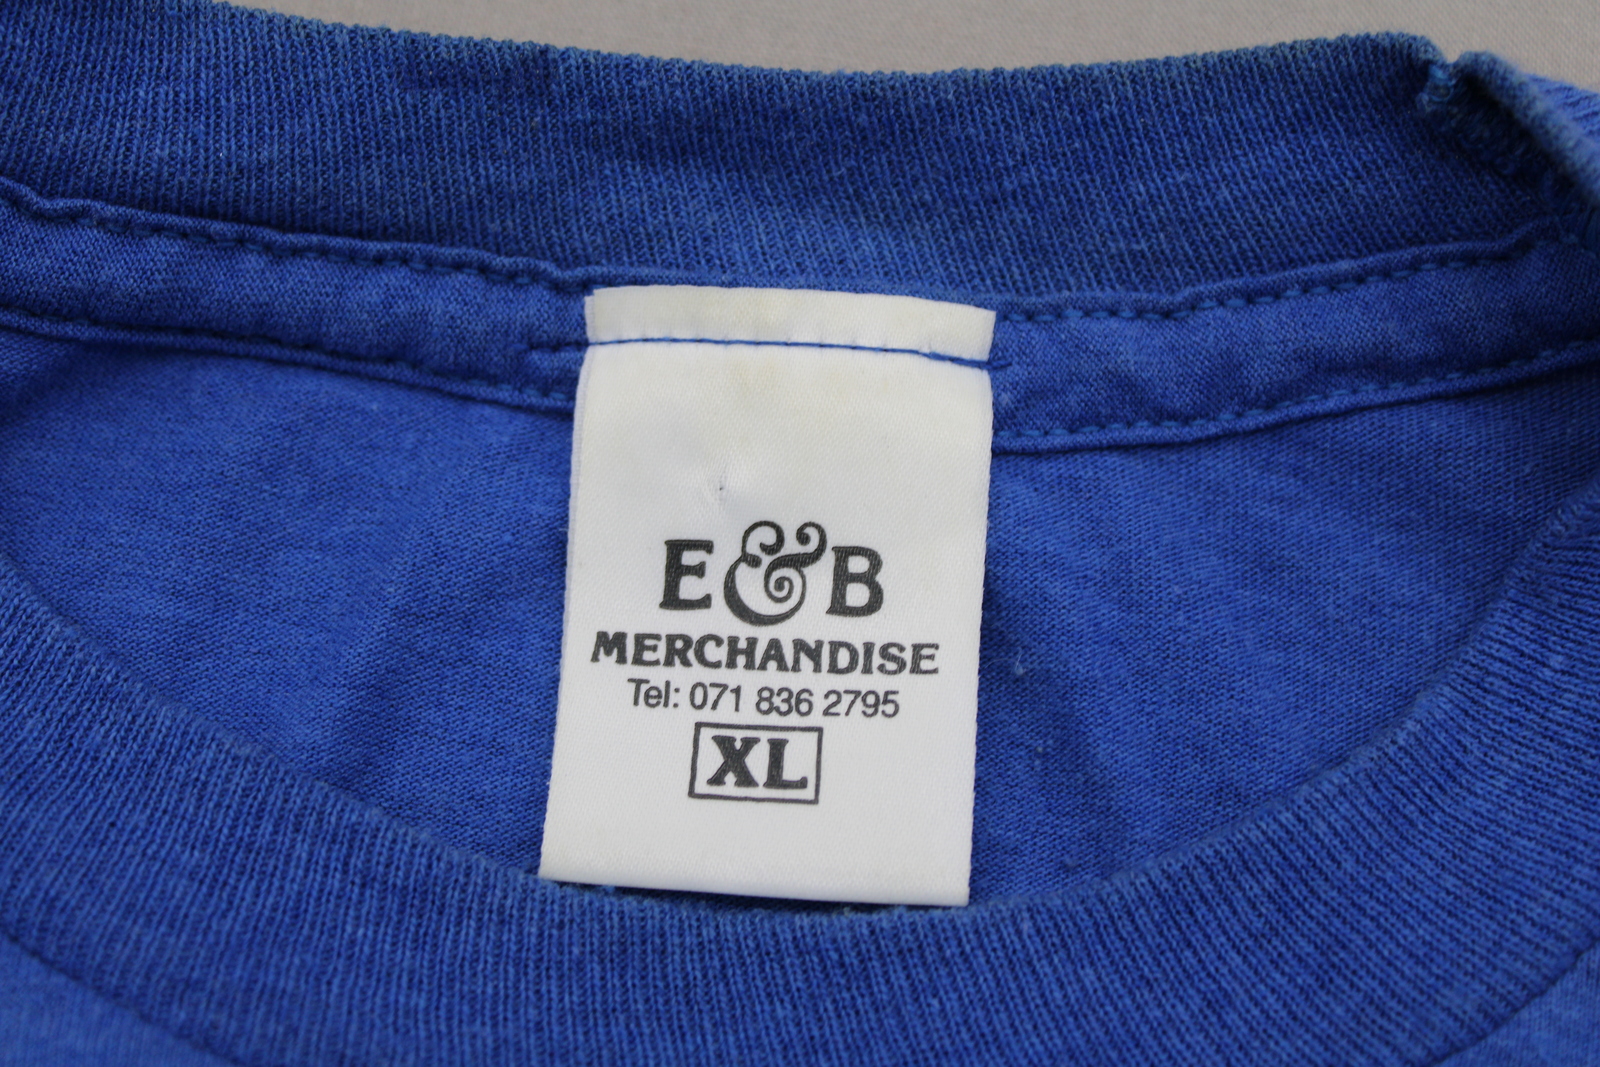 E&B
MERCHANDISE
Tel: 071 836 2795
XL